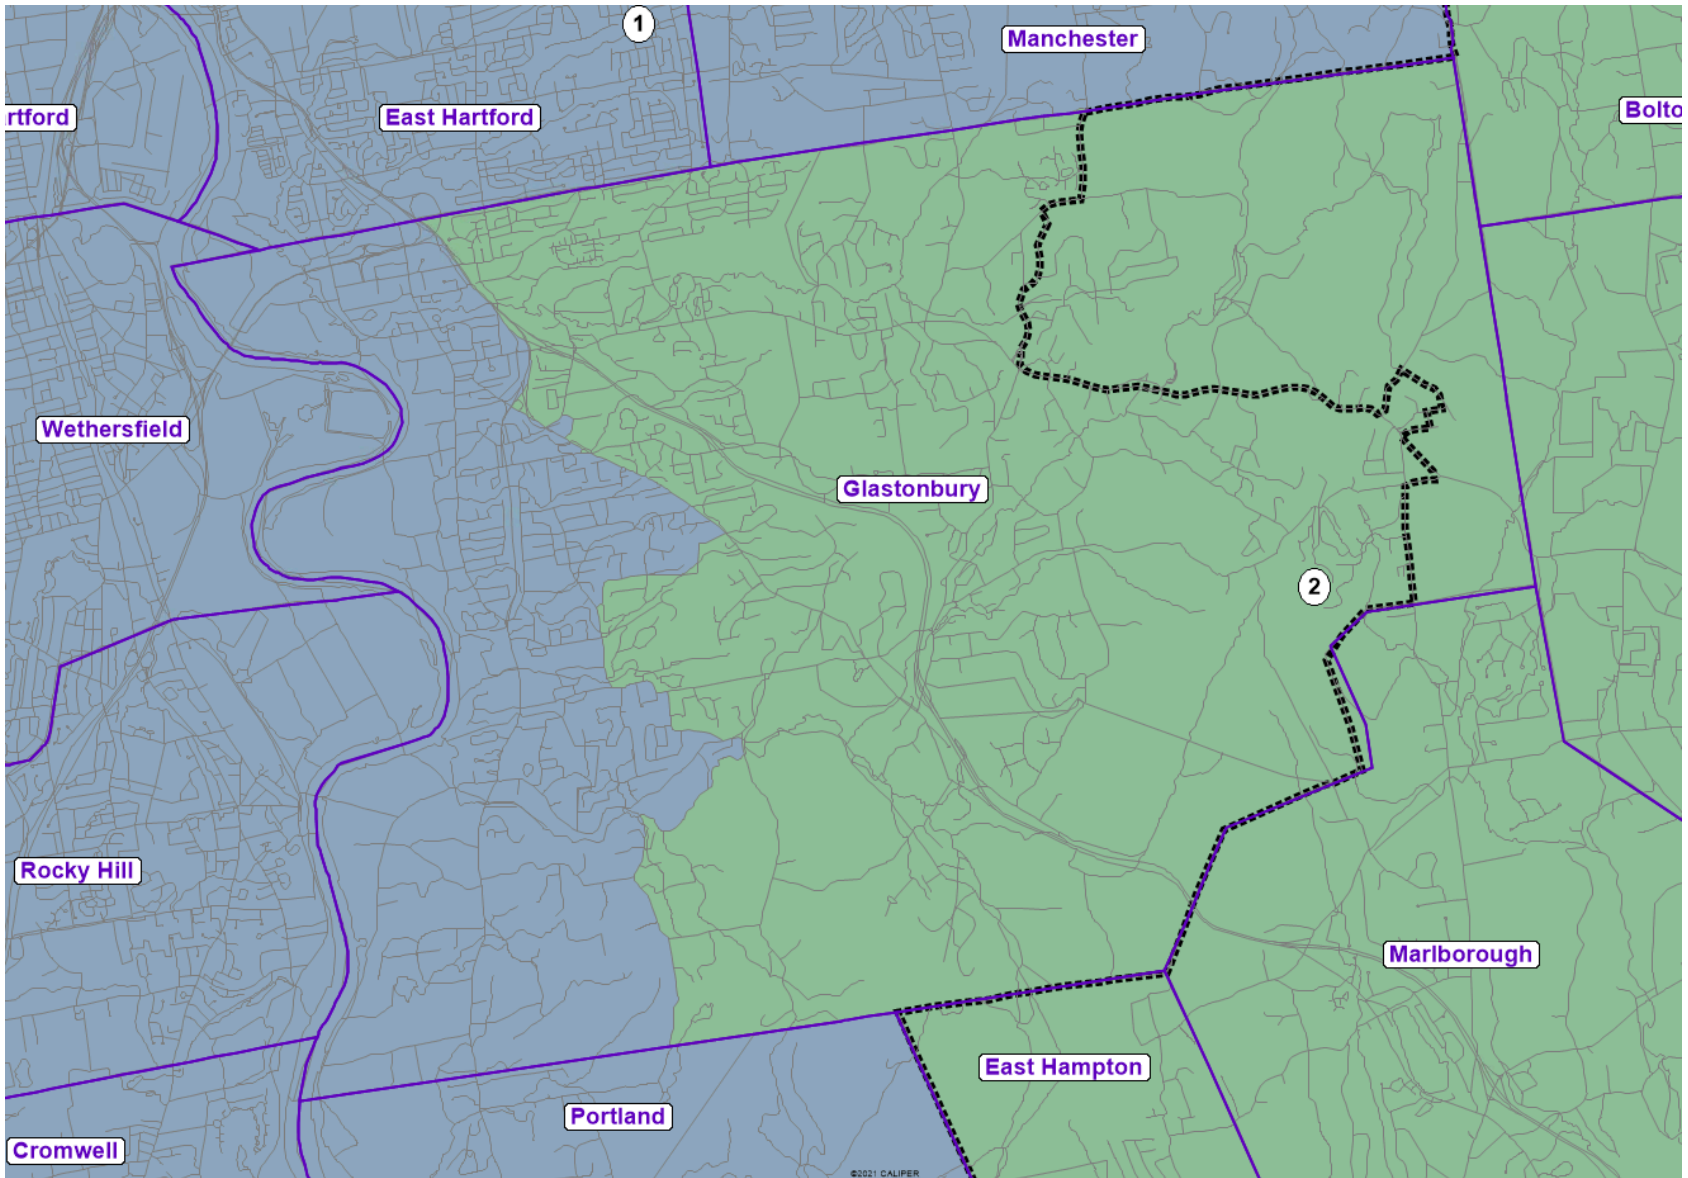 1
Manchester
rtford
East Hartford
Bolto
Wethersfield
Glastonbury
2
Rocky Hill
Marlborough
East Hampton
Portland
Cromwell
©2021 CALIPER